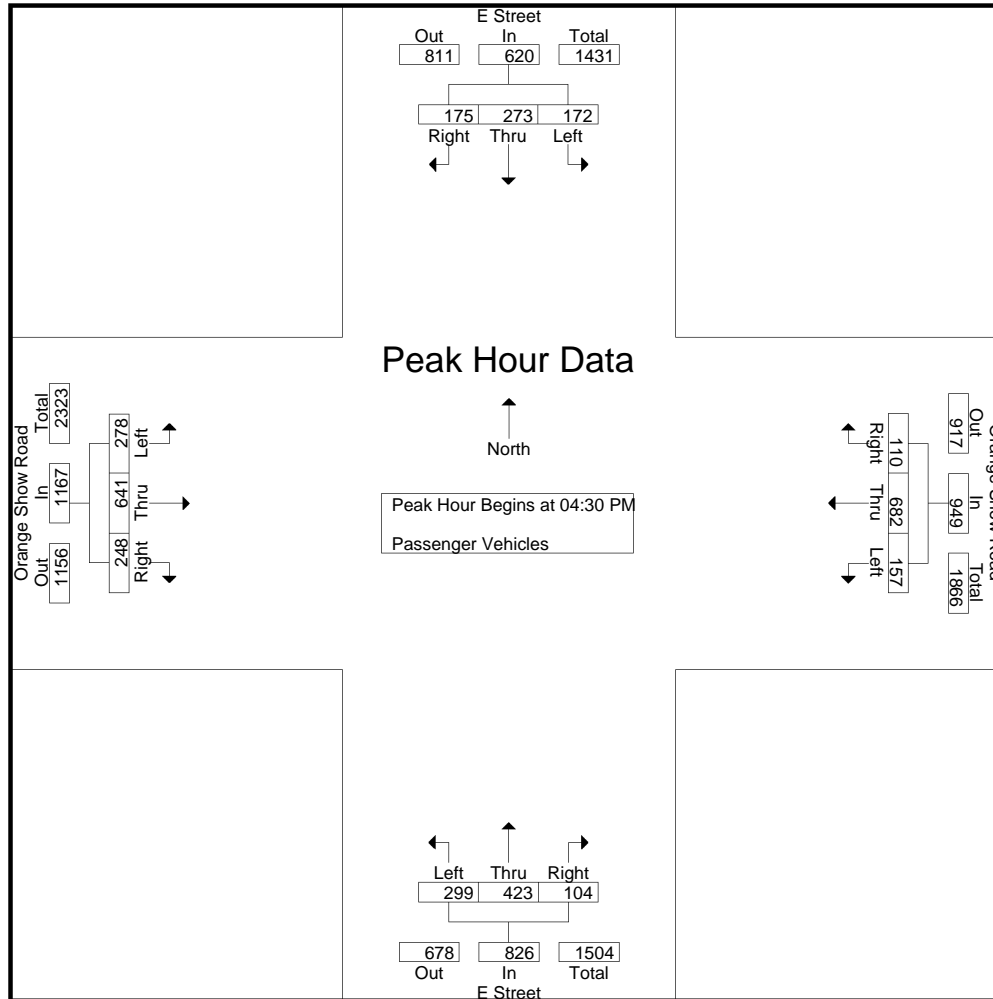 E Street
Out In Total
811 620 1431
175 273 172
Right Thru Left
Peak Hour Data
North
Peak Hour Begins at 04:30 PM
Passenger Vehicles
Orange Show Road
Total In Out
2323 1167 1156
278 641 248
Left Thru Right
Show Road
Out In Total
917 949 1866
110 682 157
Right Thru Left
Left Thru Right
299 423 104
678 826 1504
Out In Total
E Street